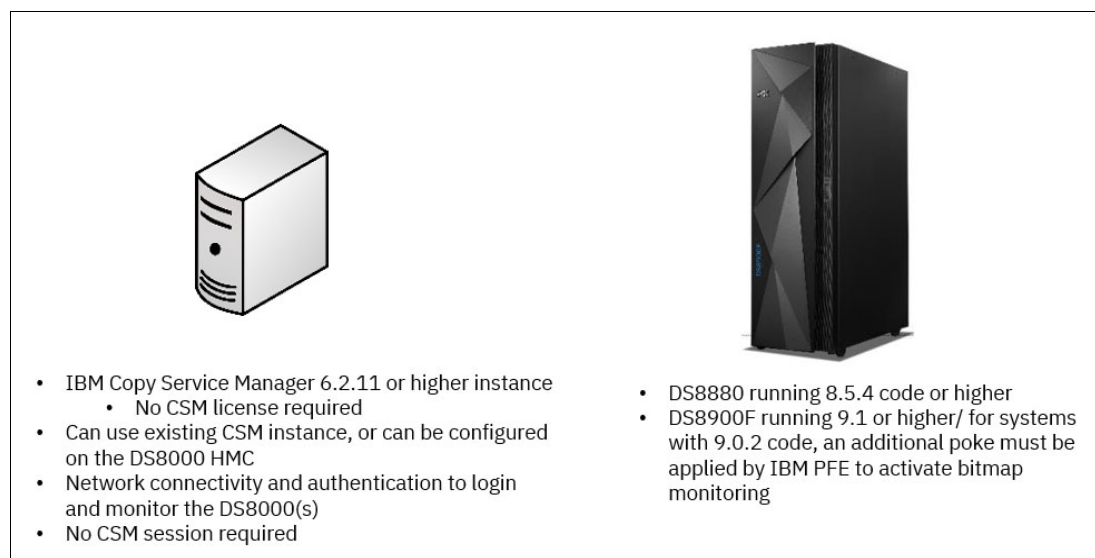 • IBM Copy Service Manager 6.2.11 or higher instance
• No CSM license required
• Can use existing CSM instance, or can be configured
on the DS8000 HMC
• Network connectivity and authentication to login
and monitor the DS8000(s)
• No CSM session required
• DS8880 running 8.5.4 code or higher
• DS8900F running 9.1 or higher/ for systems
with 9.0.2 code, an additional poke must be
applied by IBM PFE to activate bitmap
monitoring